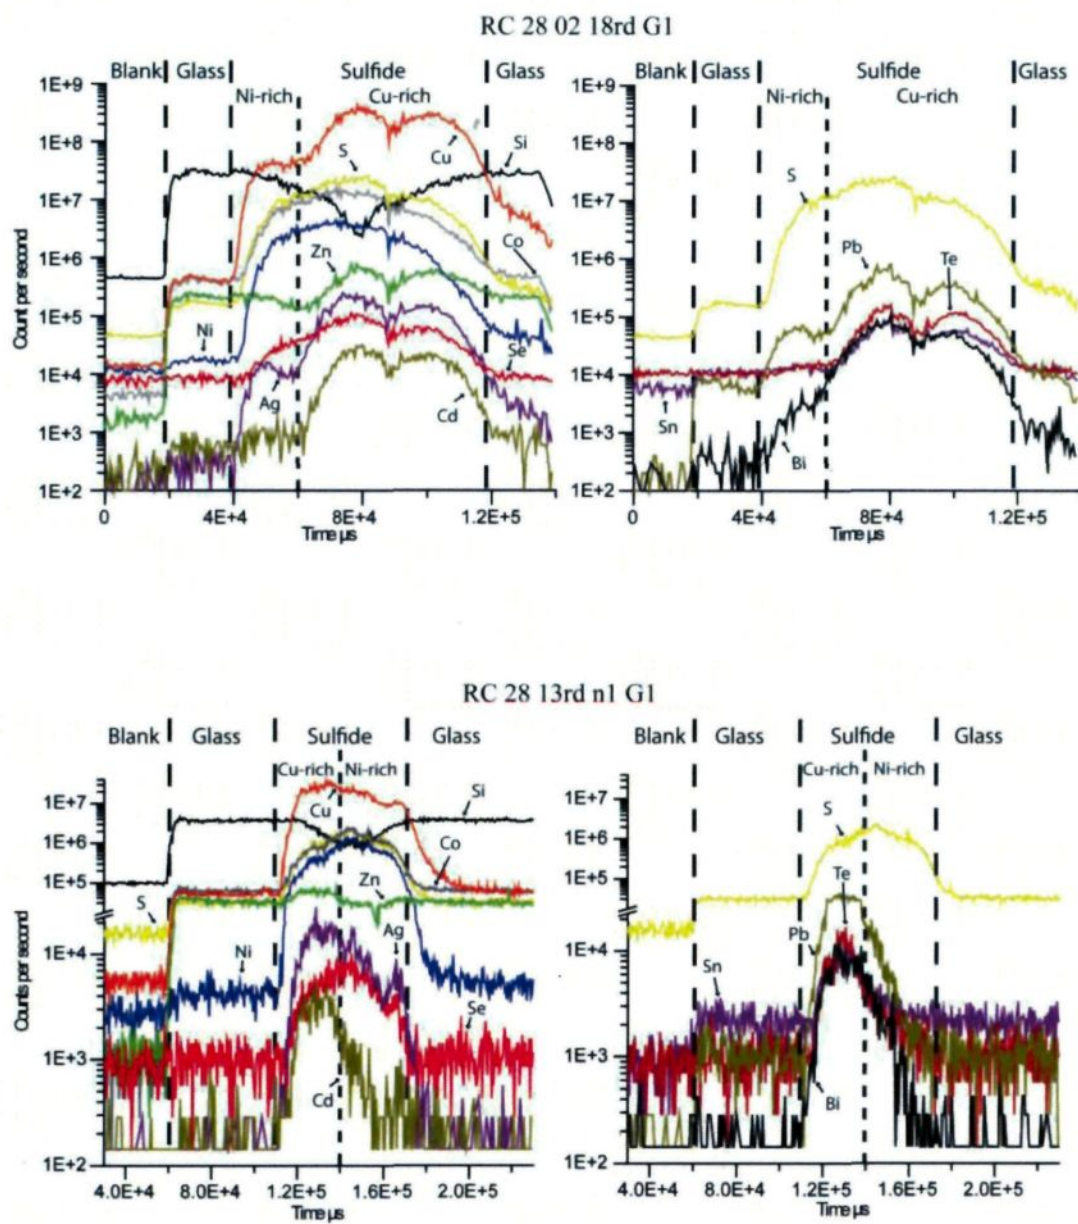 RC 28 02 18rd G1
Blank Glass Sulfide Glass
Ni-rich Cu-rich
1E+9
1E+8
1E+7
1E+6
1E+5
1E+4
1E+3
1E+2
Count per second
S
Cu
Si
Zn
Co
Ni
Se
Ag
Cd
0 4E+4 8E+4 1.2E+5
Time µs
Blank Glass Sulfide Glass
Ni-rich Cu-rich
1E+9
1E+8
1E+7
1E+6
1E+5
1E+4
1E+3
1E+2
S
Pb
Te
Sn
Bi
0 4E+4 8E+4 1.2E+5
Time µs
RC 28 13rd n1 G1
Blank Glass Sulfide Glass
Cu-rich Ni-rich
1E+7
1E+6
1E+5
1E+4
1E+3
1E+2
Counts per second
Cu
Si
Co
Zn
S
Ag
Ni
Se
Cd
4.0E+4 8.0E+4 1.2E+5 1.6E+5 2.0E+5
Time µs
Blank Glass Sulfide Glass
Cu-rich Ni-rich
1E+7
1E+6
1E+5
1E+4
1E+3
1E+2
S
Te
Pb
Sn
Bi
4.0E+4 8.0E+4 1.2E+5 1.6E+5 2.0E+5
Time µs